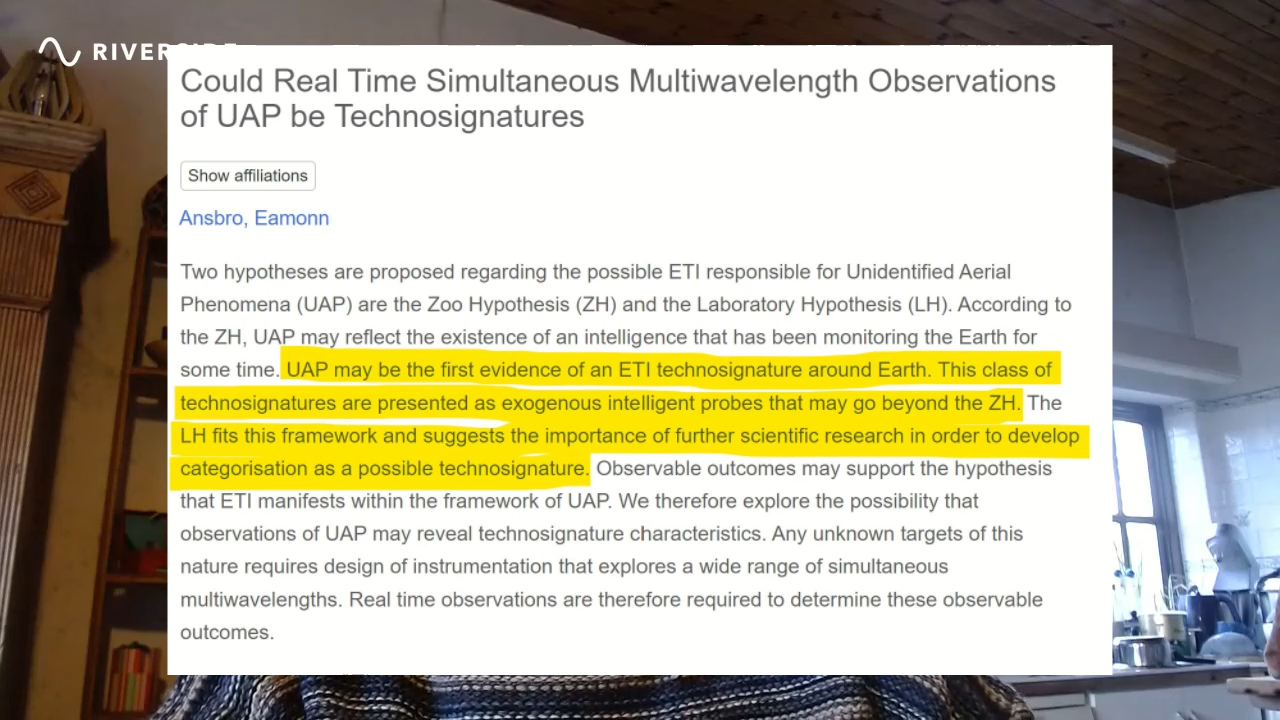 RIVERSIDE
Could Real Time Simultaneous Multiwavelength Observations
of UAP be Technosignatures
Show affiliations
Ansbro, Eamonn
Two hypotheses are proposed regarding the possible ETI responsible for Unidentified Aerial
Phenomena (UAP) are the Zoo Hypothesis (ZH) and the Laboratory Hypothesis (LH). According to
the ZH, UAP may reflect the existence of an intelligence that has been monitoring the Earth for
some time. UAP may be the first evidence of an ETI technosignature around Earth. This class of
technosignatures are presented as exogenous intelligent probes that may go beyond the ZH. The
LH fits this framework and suggests the importance of further scientific research in order to develop
categorisation as a possible technosignature. Observable outcomes may support the hypothesis
that ETI manifests within the framework of UAP. We therefore explore the possibility that
observations of UAP may reveal technosignature characteristics. Any unknown targets of this
nature requires design of instrumentation that explores a wide range of simultaneous
multiwavelengths. Real time observations are therefore required to determine these observable
outcomes.